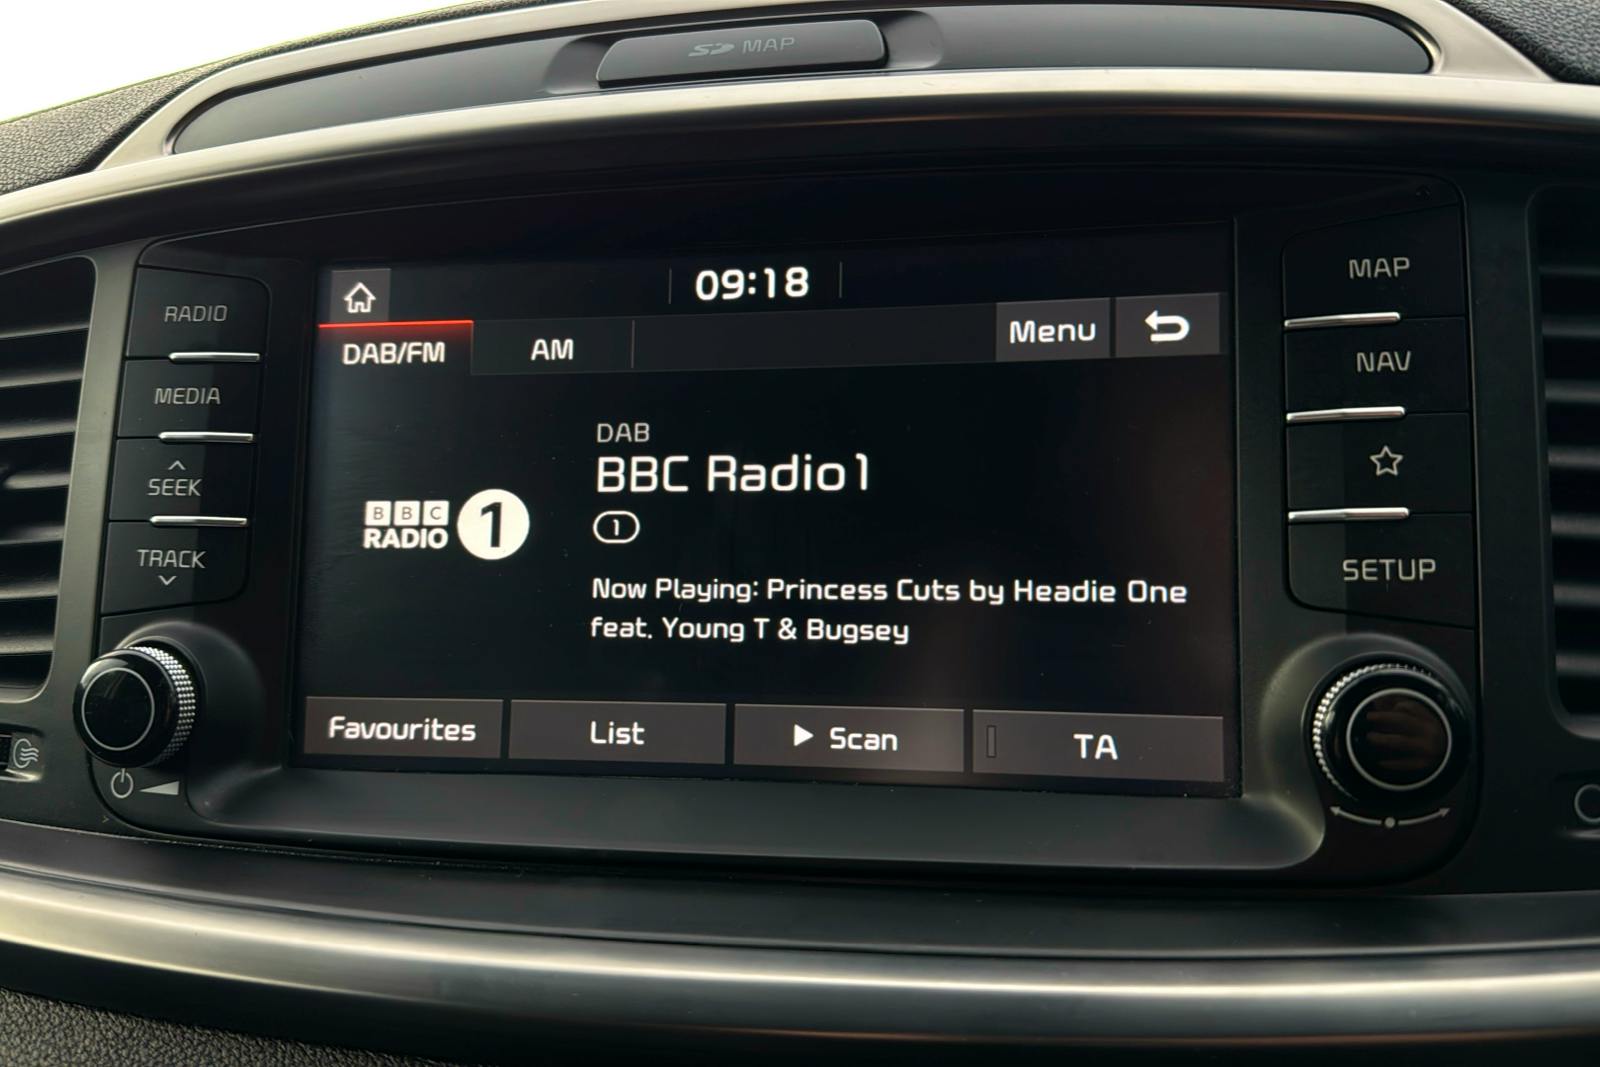 SD MAP
RADIO
MEDIA
SEEK
TRACK
09:18
DAB/FM
AM
Menu
DAB
BBC Radio1
BBC
RADIO 1
1
Now Playing: Princess Cuts by Headie One
feat. Young T & Bugsey
Favourites
List
Scan
TA
MAP
NAV
SETUP